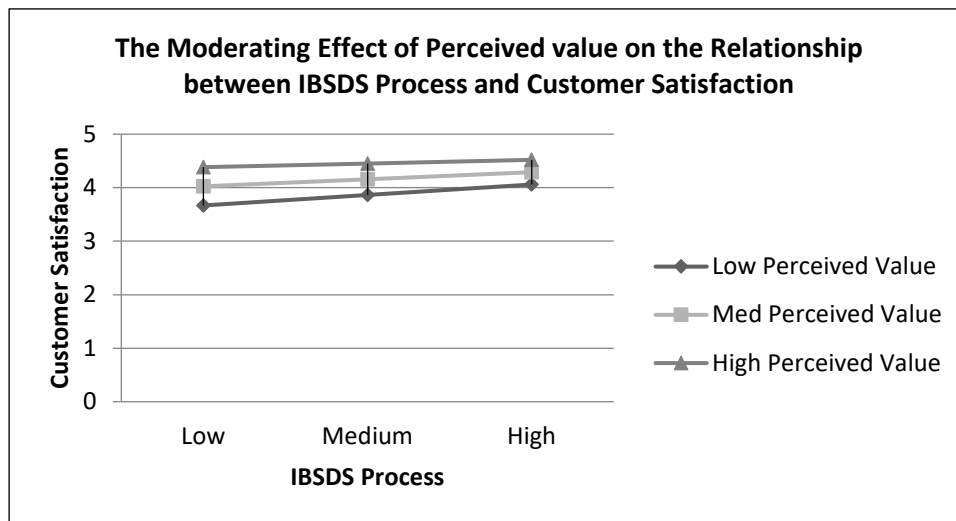 The Moderating Effect of Perceived value on the Relationship
between IBSDS Process and Customer Satisfaction
Customer Satisfaction
5
4
3
2
1
0
Low
Medium
High
IBSDS Process
Low Perceived Value
Med Perceived Value
High Perceived Value